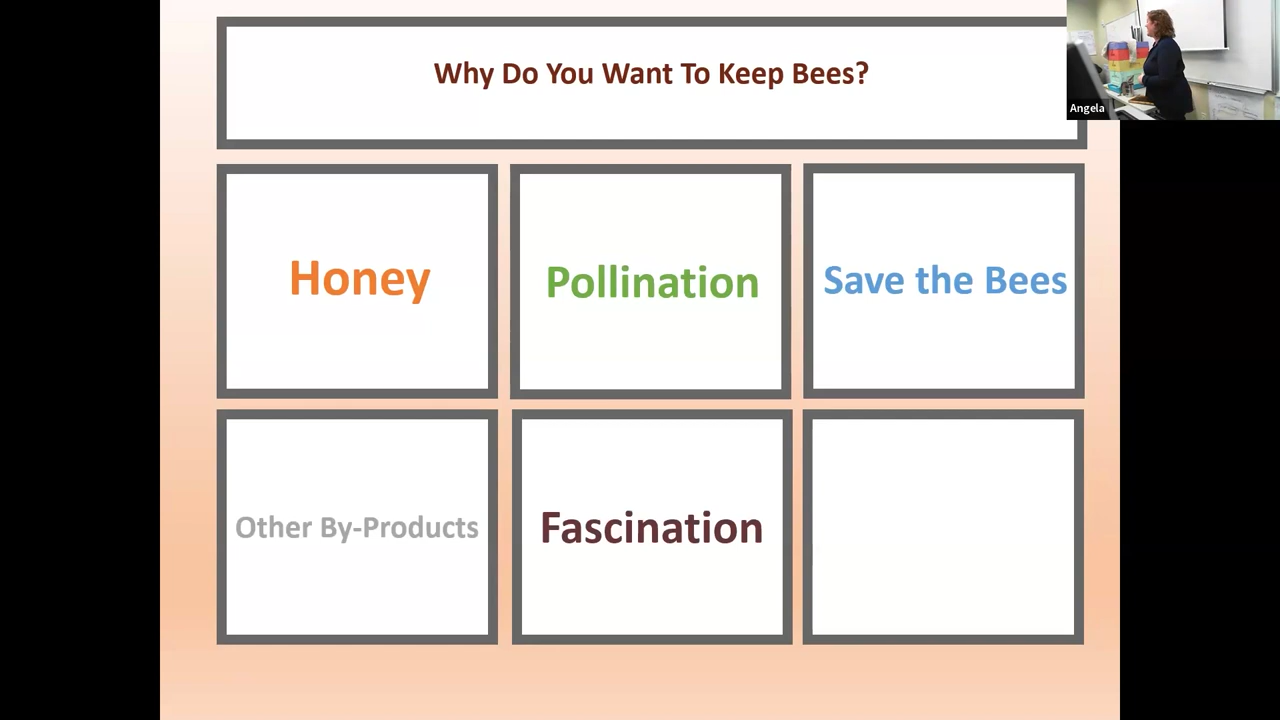 Why Do You Want To Keep Bees?
Angela
Honey
Pollination
Save the Bees
Other By-Products
Fascination